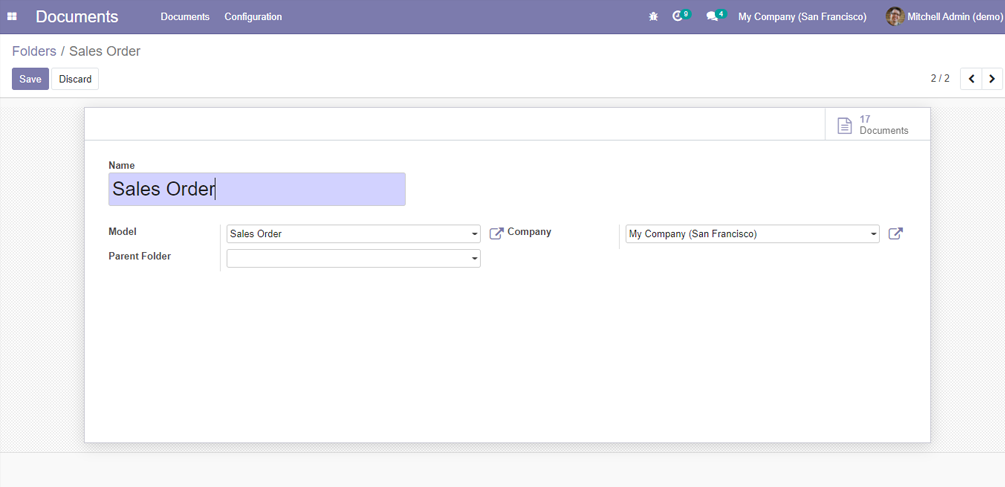 Documents Documents Configuration 9 4 My Company (San Francisco) Mitchell Admin (demo)
Folders / Sales Order
Save Discard 2 / 2
17
Documents
Name
Sales Order
Model Sales Order Company My Company (San Francisco)
Parent Folder